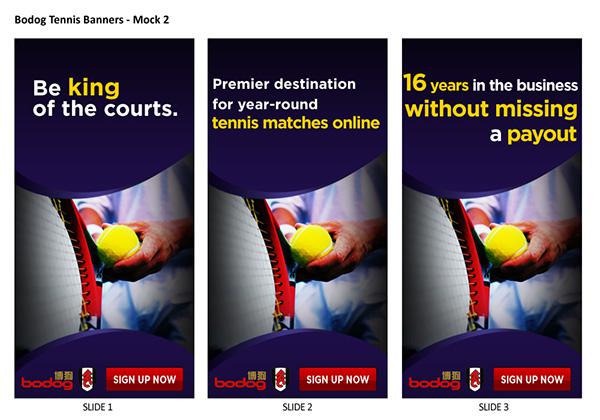 Bodog Tennis Banners - Mock 2
Be king
of the courts.
博狗
bodog
SIGN UP NOW
SLIDE 1
Premier destination
for year-round
tennis matches online
博狗
bodog
SIGN UP NOW
SLIDE 2
16 years in the business
without missing
a payout
博狗
bodog
SIGN UP NOW
SLIDE 3